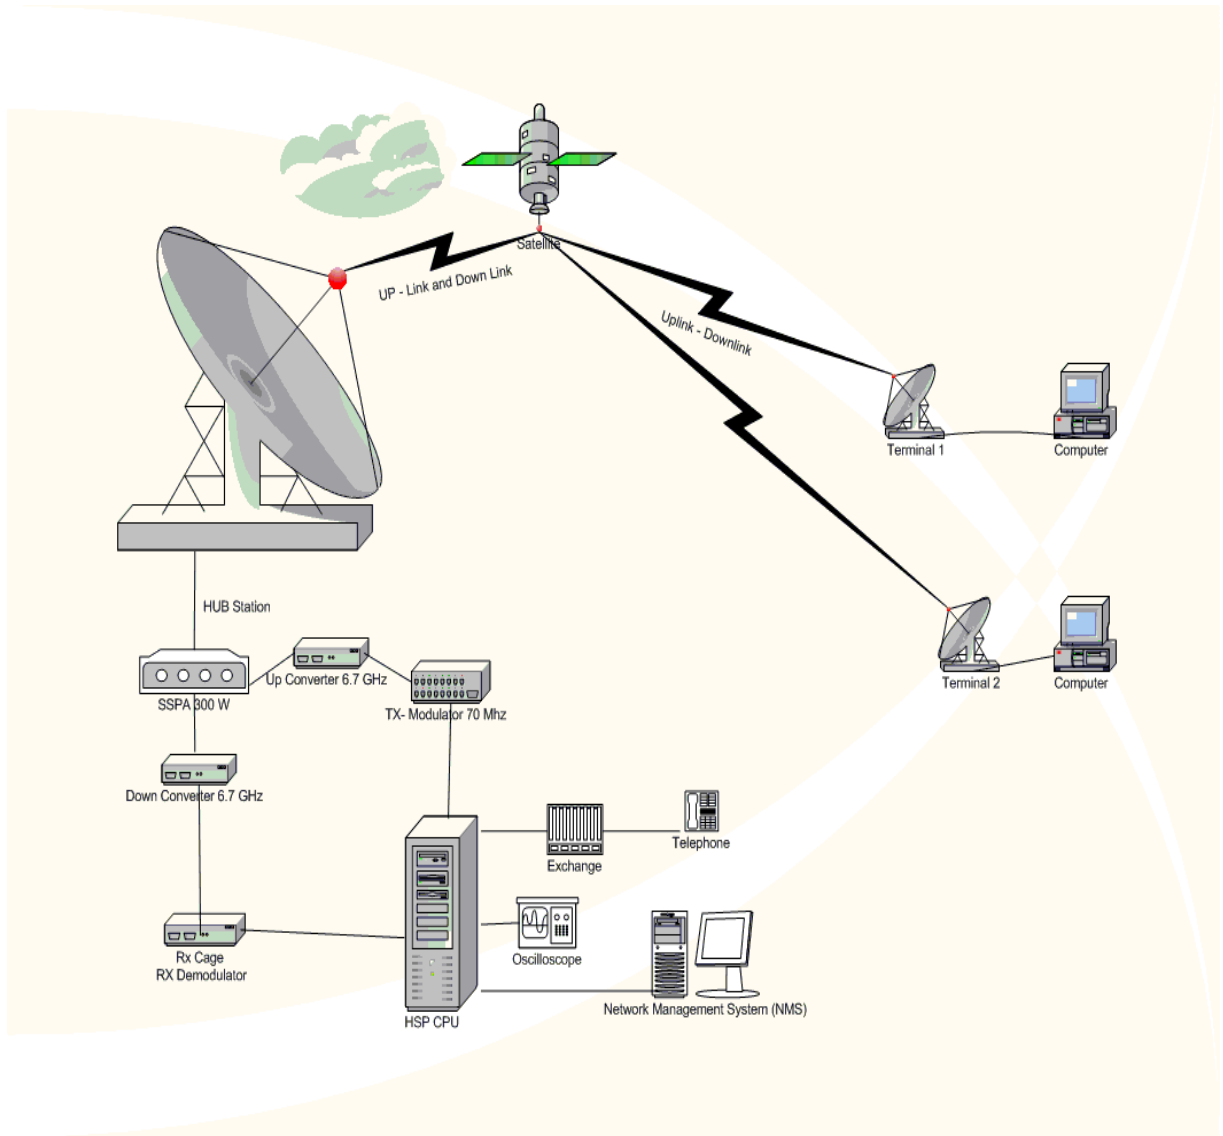 Satellite
UP - Link and Down Link
Uplink - Downlink
Terminal 1
Computer
HUB Station
Up Converter 6.7 GHz
SSPA 300 W
TX- Modulator 70 Mhz
Terminal 2
Computer
Down Converter 6.7 GHz
Telephone
Exchange
Rx Cage
RX Demodulator
Oscilloscope
Network Management System (NMS)
HSP CPU